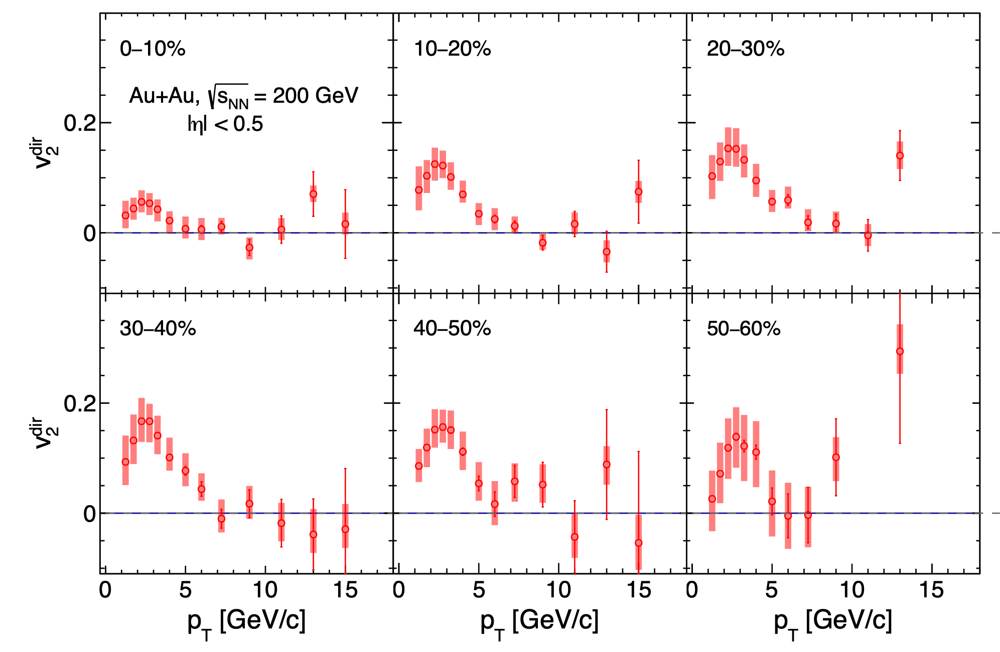 0–10%
10–20%
20–30%
Au+Au, √s_NN = 200 GeV
|η| < 0.5
0.2
v_2^dir
0
30–40%
40–50%
50–60%
0.2
v_2^dir
0
0 5 10 15 0 5 10 15 0 5 10 15
p_T [GeV/c] p_T [GeV/c] p_T [GeV/c]